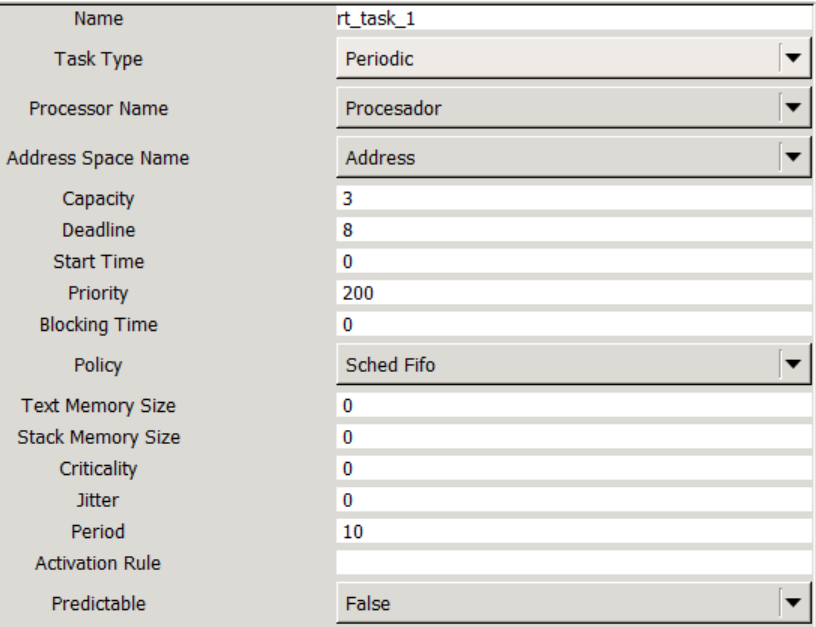 Name rt_task_1
Task Type Periodic
Processor Name Procesador
Address Space Name Address
Capacity 3
Deadline 8
Start Time 0
Priority 200
Blocking Time 0
Policy Sched Fifo
Text Memory Size 0
Stack Memory Size 0
Criticality 0
Jitter 0
Period 10
Activation Rule
Predictable False